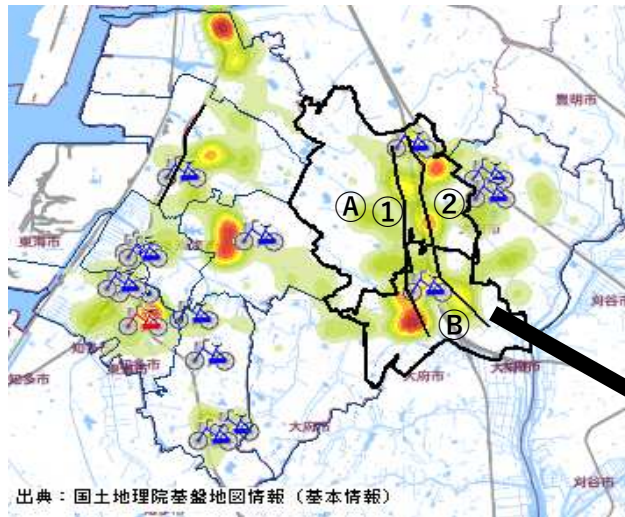 豊明市
Ⓐ
①
②
東海市
刈谷市
Ⓑ
知多市
大府市
大府市
刈谷市
出典：国土地理院基盤地図情報（基本情報）